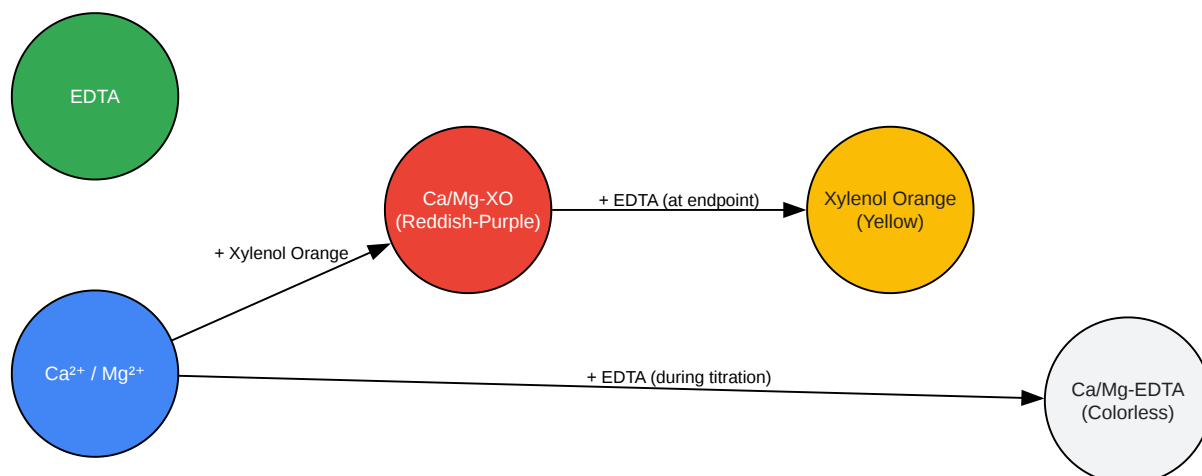 EDTA
Ca/Mg-XO
(Reddish-Purple)
+ EDTA (at endpoint)
Xylenol Orange
(Yellow)
+ Xylenol Orange
Ca²⁺ / Mg²⁺
+ EDTA (during titration)
Ca/Mg-EDTA
(Colorless)